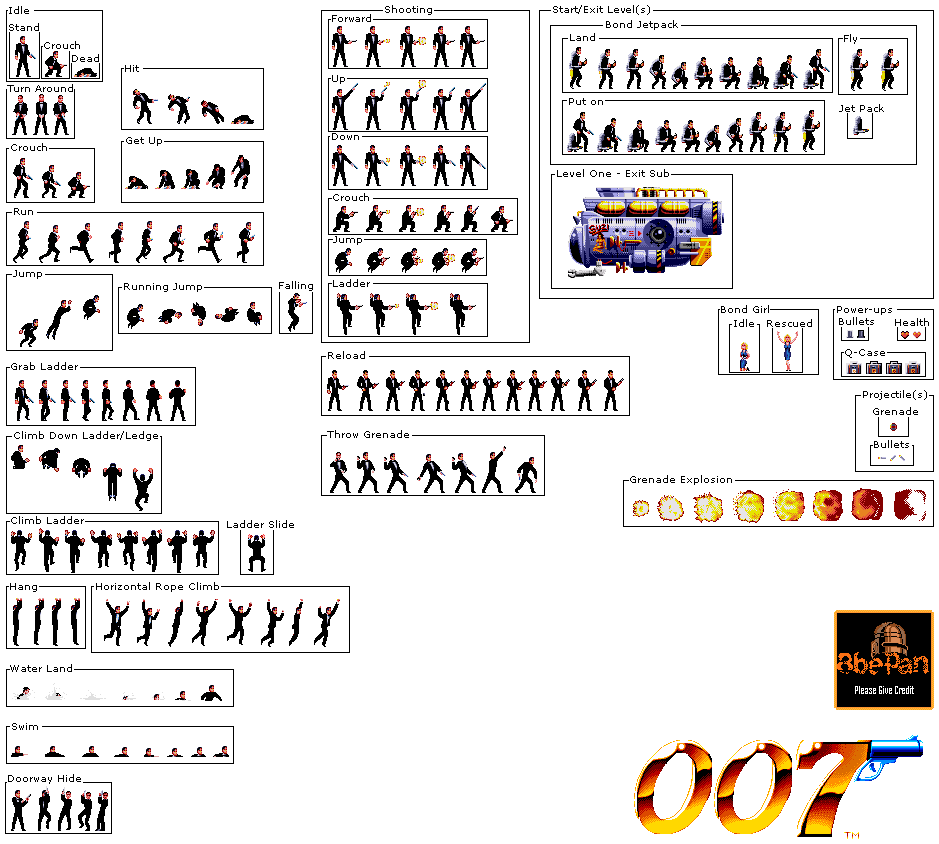 Idle
Stand
Crouch
Dead
Turn Around
Hit
Crouch
Get Up
Run
Jump
Running Jump
Falling
Grab Ladder
Climb Down Ladder/Ledge
Climb Ladder
Ladder Slide
Hang
Horizontal Rope Climb
Water Land
Swim
Doorway Hide
Shooting
Forward
Up
Down
Crouch
Jump
Ladder
Reload
Throw Grenade
Start/Exit Level(s)
Bond Jetpack
Land
Fly
Put on
Jet Pack
Level One - Exit Sub
Bond Girl
Idle
Rescued
Power-ups
Bullets
Health
Q-Case
Projectile(s)
Grenade
Bullets
Grenade Explosion
3bePan
Please Give Credit
007
TM